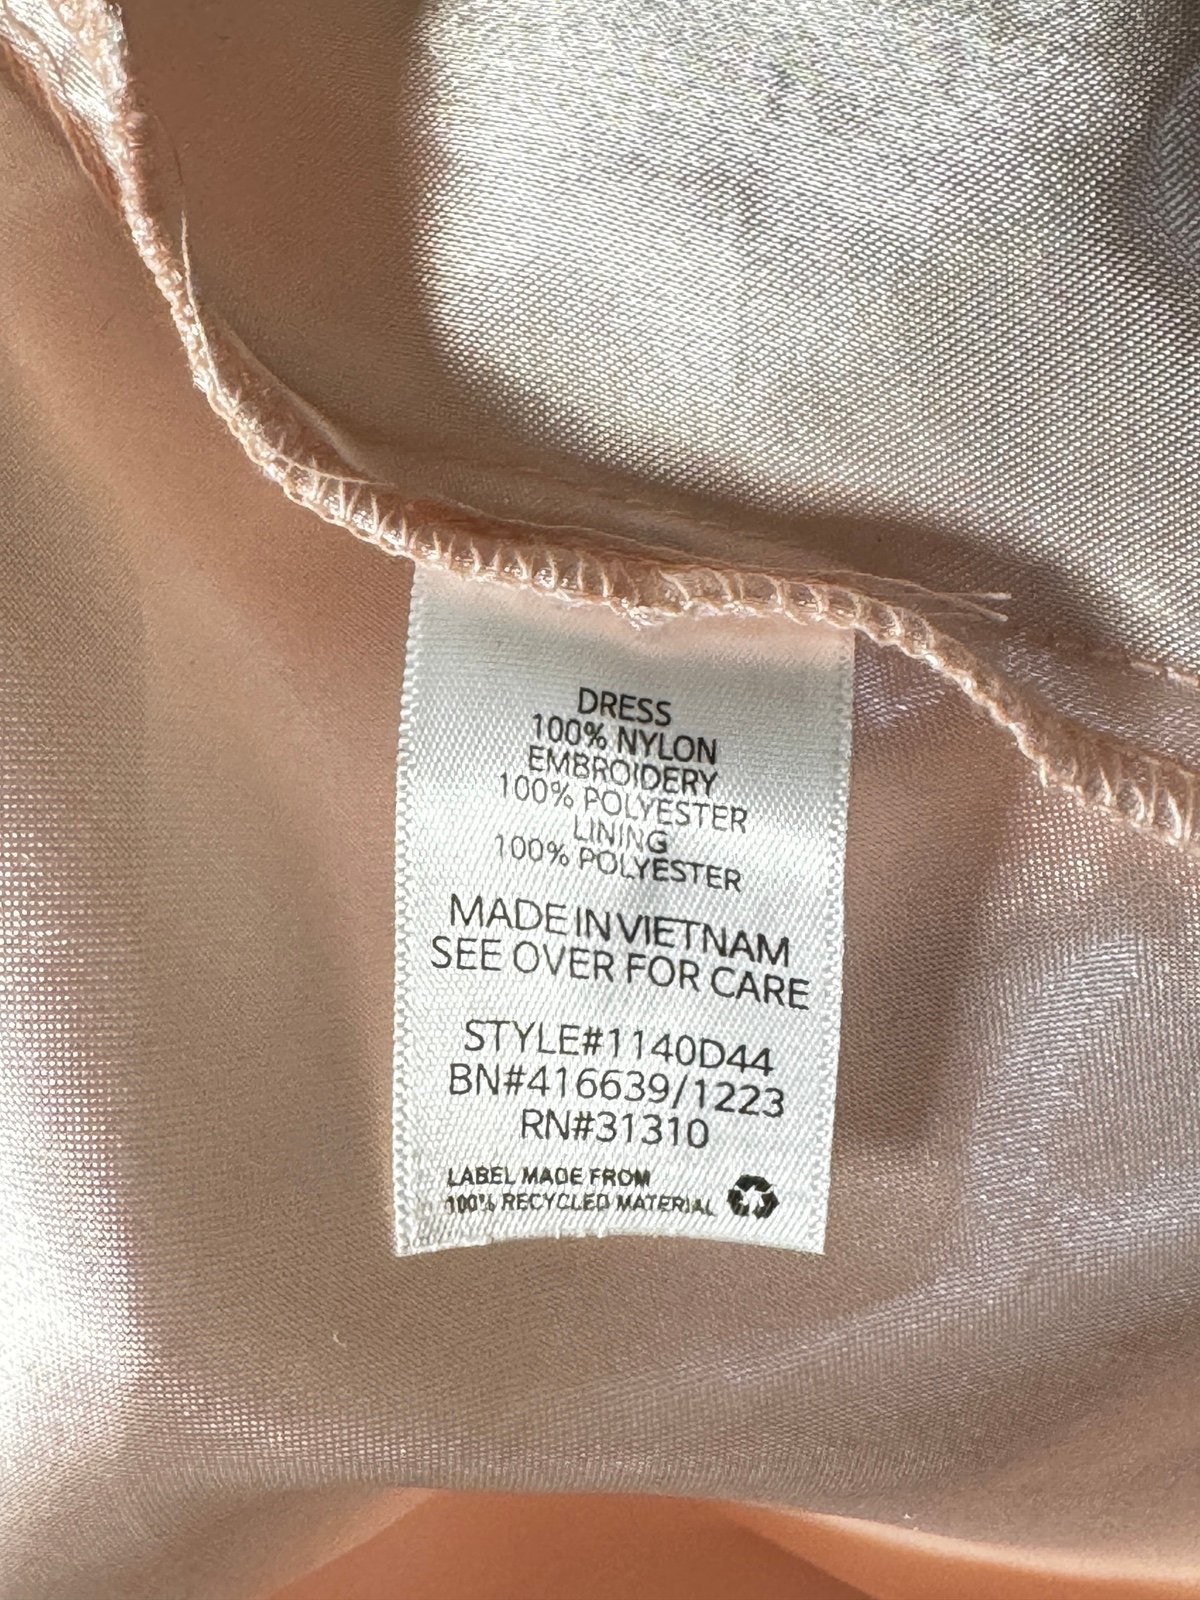 DRESS
100% NYLON
EMBROIDERY
100% POLYESTER
LINING
100% POLYESTER
MADE IN VIETNAM
SEE OVER FOR CARE
STYLE#1140D44
BN#416639/1223
RN#31310
LABEL MADE FROM
100% RECYCLED MATERIAL